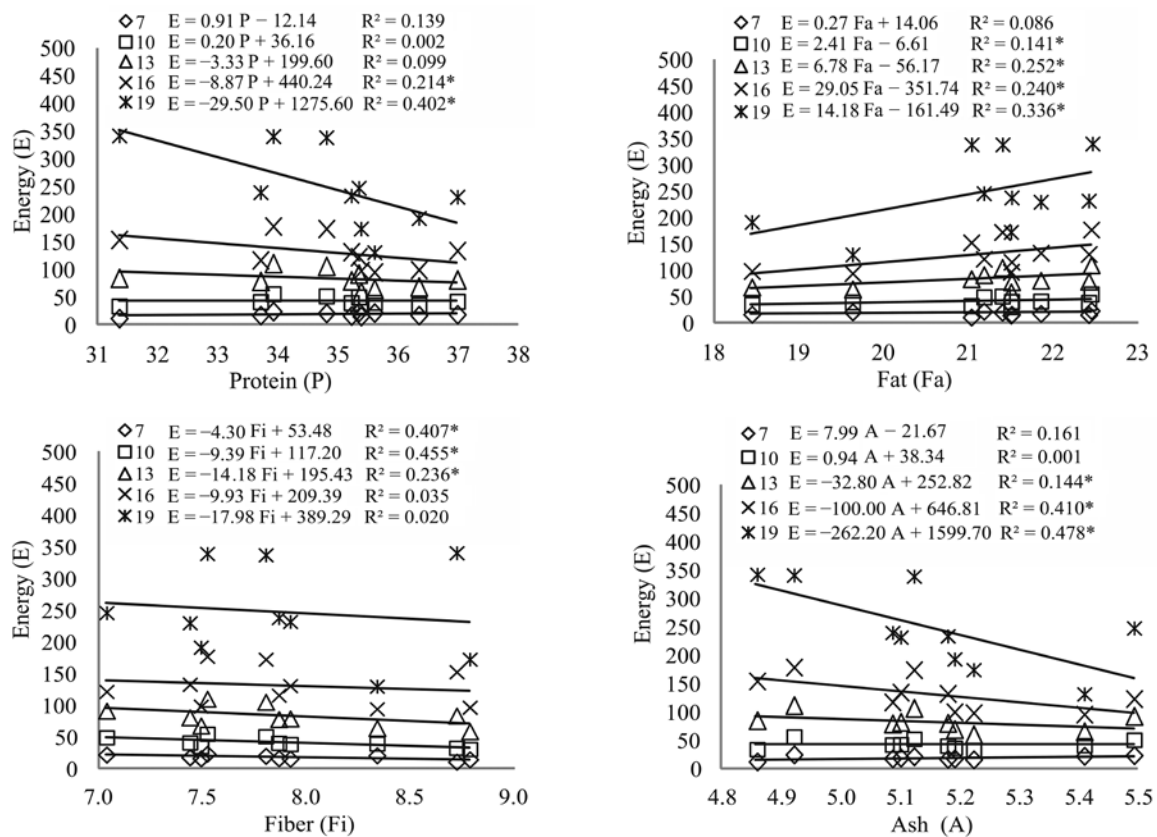 7 E = 0.91 P − 12.14 R² = 0.139
10 E = 0.20 P + 36.16 R² = 0.002
13 E = −3.33 P + 199.60 R² = 0.099
16 E = −8.87 P + 440.24 R² = 0.214*
19 E = −29.50 P + 1275.60 R² = 0.402*
500
450
400
350
300
250
200
150
100
50
0
Energy (E)
31 32 33 34 35 36 37 38
Protein (P)
7 E = 0.27 Fa + 14.06 R² = 0.086
10 E = 2.41 Fa − 6.61 R² = 0.141*
13 E = 6.78 Fa − 56.17 R² = 0.252*
16 E = 29.05 Fa − 351.74 R² = 0.240*
19 E = 14.18 Fa − 161.49 R² = 0.336*
500
450
400
350
300
250
200
150
100
50
0
Energy (E)
18 19 20 21 22 23
Fat (Fa)
7 E = −4.30 Fi + 53.48 R² = 0.407*
10 E = −9.39 Fi + 117.20 R² = 0.455*
13 E = −14.18 Fi + 195.43 R² = 0.236*
16 E = −9.93 Fi + 209.39 R² = 0.035
19 E = −17.98 Fi + 389.29 R² = 0.020
500
450
400
350
300
250
200
150
100
50
0
Energy (E)
7.0 7.5 8.0 8.5 9.0
Fiber (Fi)
7 E = 7.99 A − 21.67 R² = 0.161
10 E = 0.94 A + 38.34 R² = 0.001
13 E = −32.80 A + 252.82 R² = 0.144*
16 E = −100.00 A + 646.81 R² = 0.410*
19 E = −262.20 A + 1599.70 R² = 0.478*
500
450
400
350
300
250
200
150
100
50
0
Energy (E)
4.8 4.9 5.1 5.2 5.3 5.4 5.5
Ash (A)